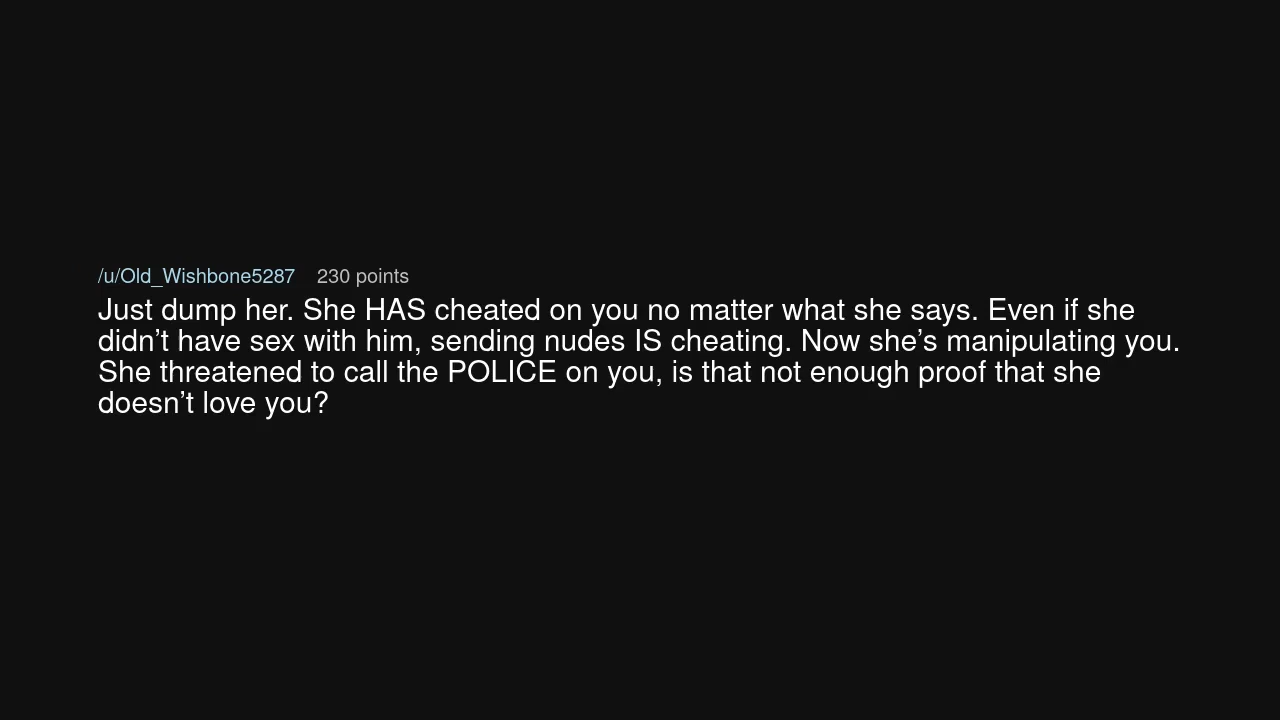 /u/Old_Wishbone5287 230 points
Just dump her. She HAS cheated on you no matter what she says. Even if she
didn’t have sex with him, sending nudes IS cheating. Now she’s manipulating you.
She threatened to call the POLICE on you, is that not enough proof that she
doesn’t love you?